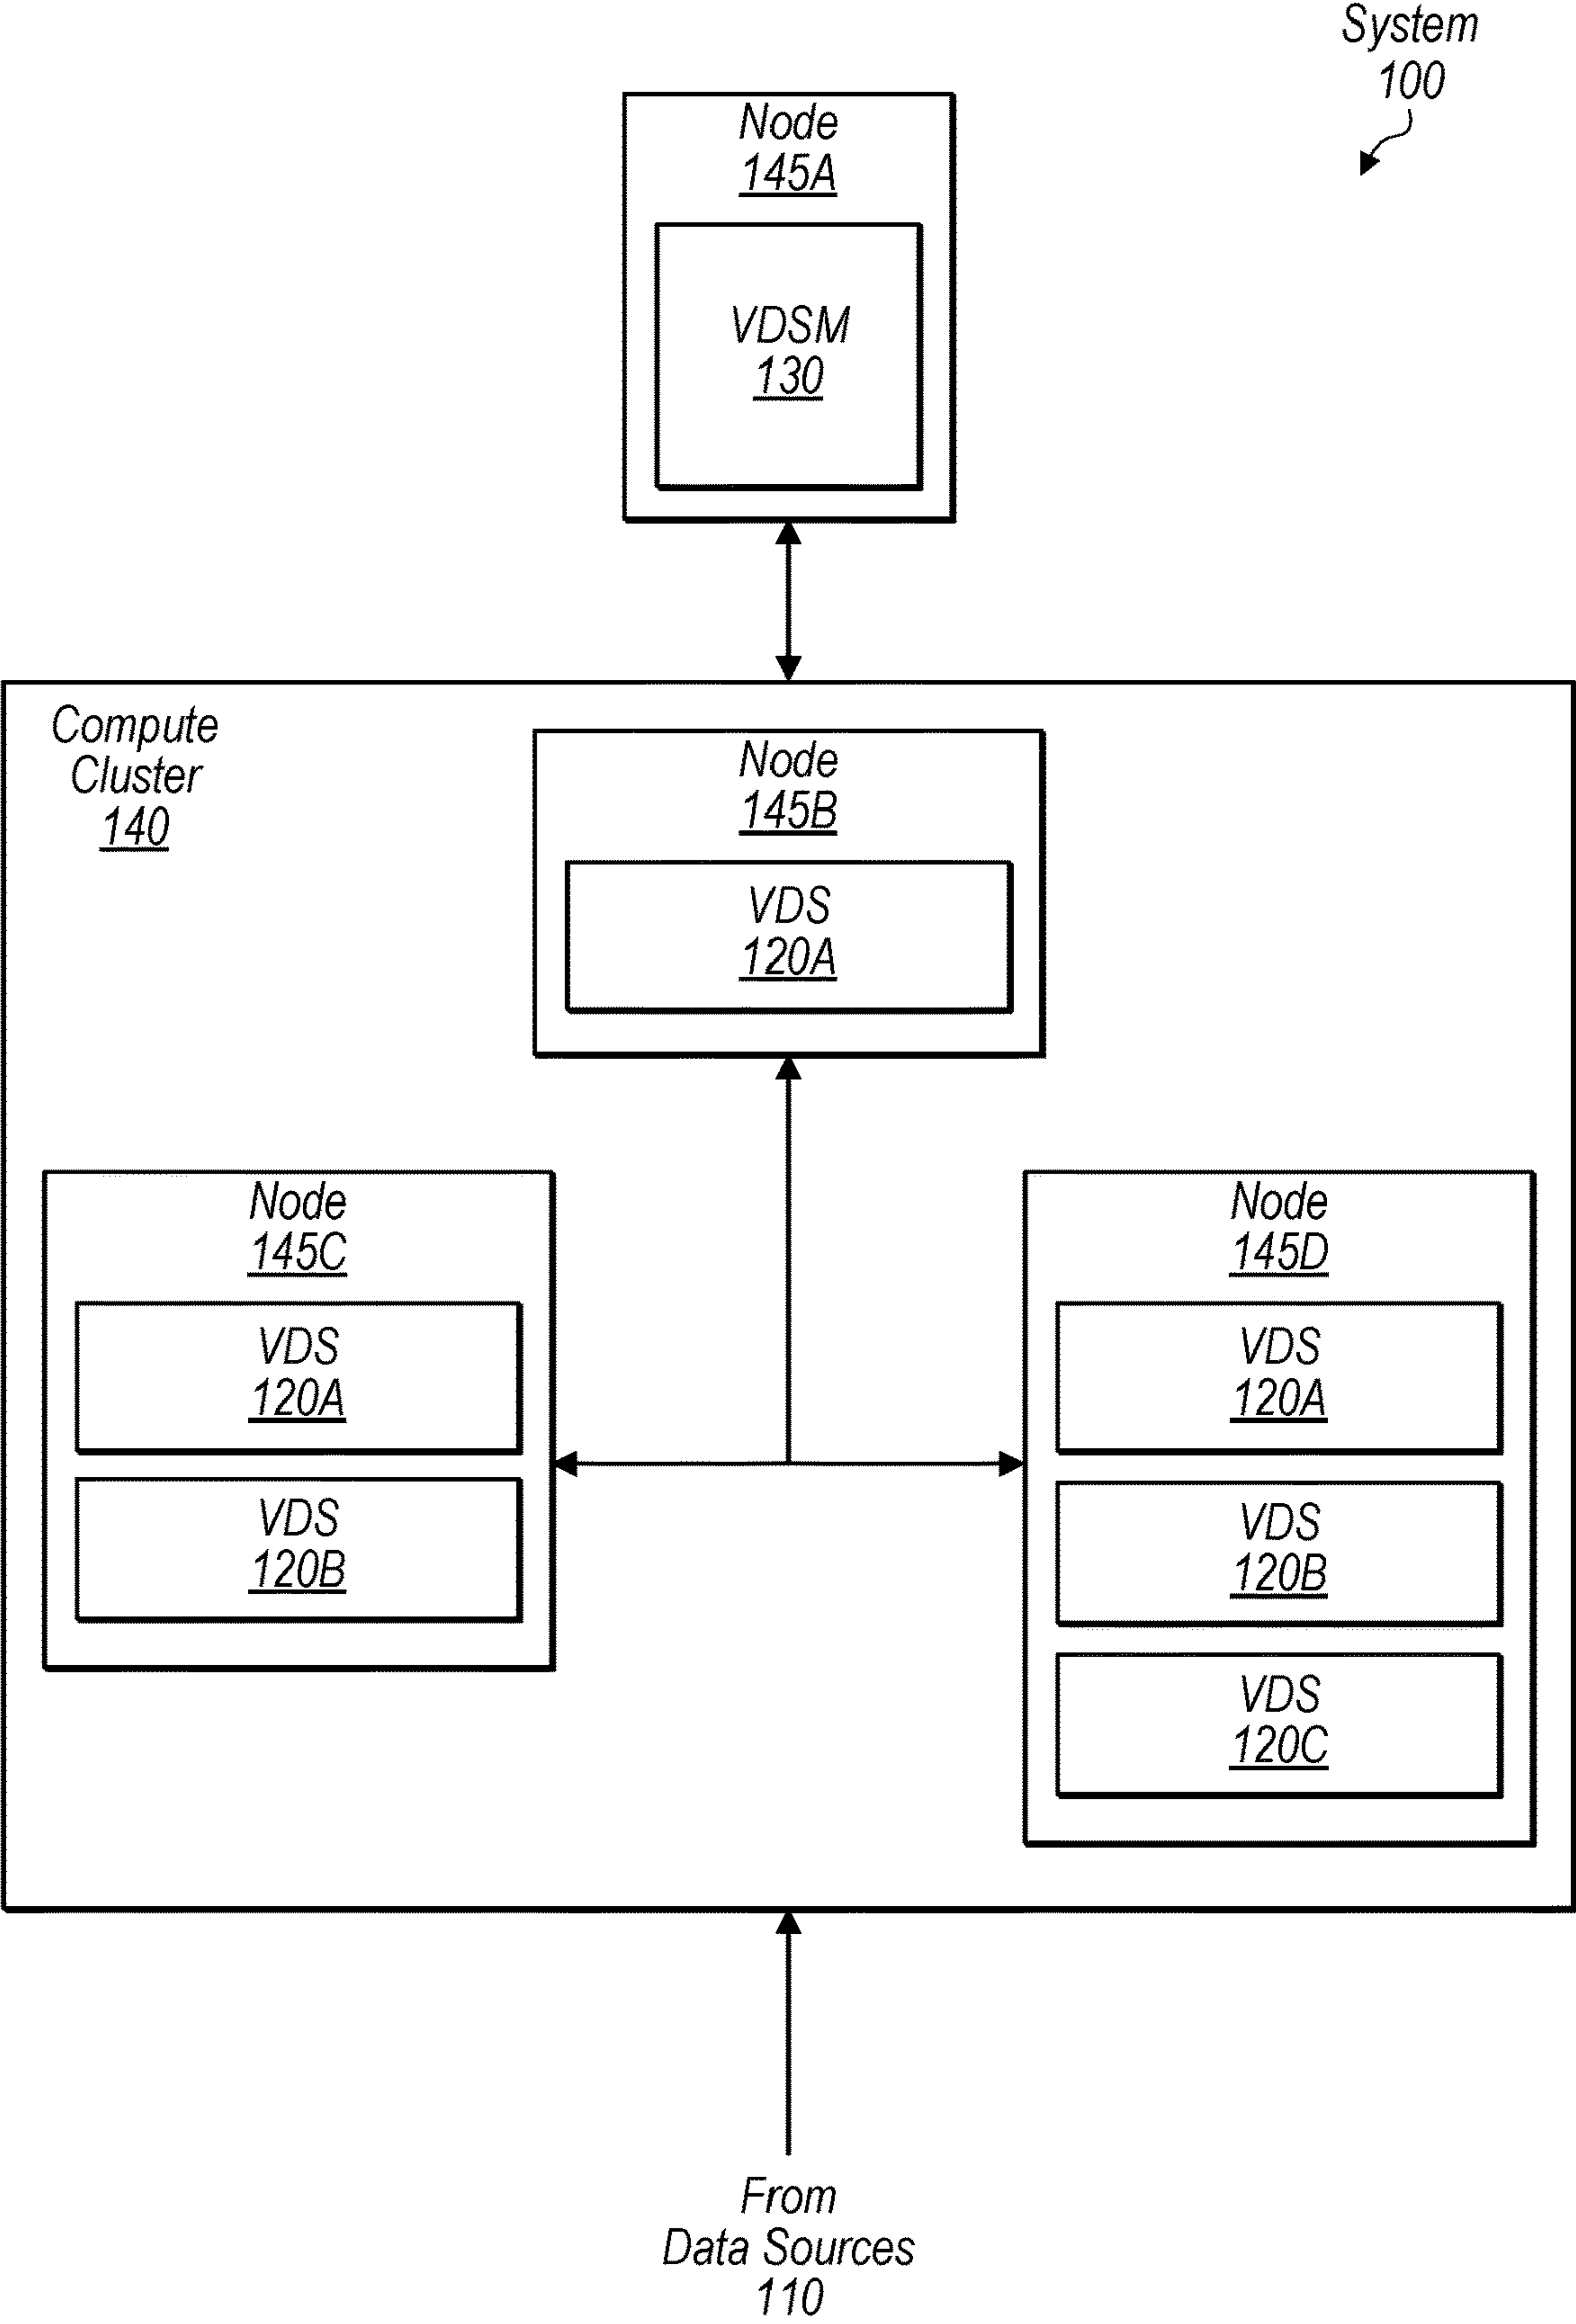 System
100
Node
145A
VDSM
130
Compute
Cluster
140
Node
145B
VDS
120A
Node
145C
VDS
120A
VDS
120B
Node
145D
VDS
120A
VDS
120B
VDS
120C
From
Data Sources
110